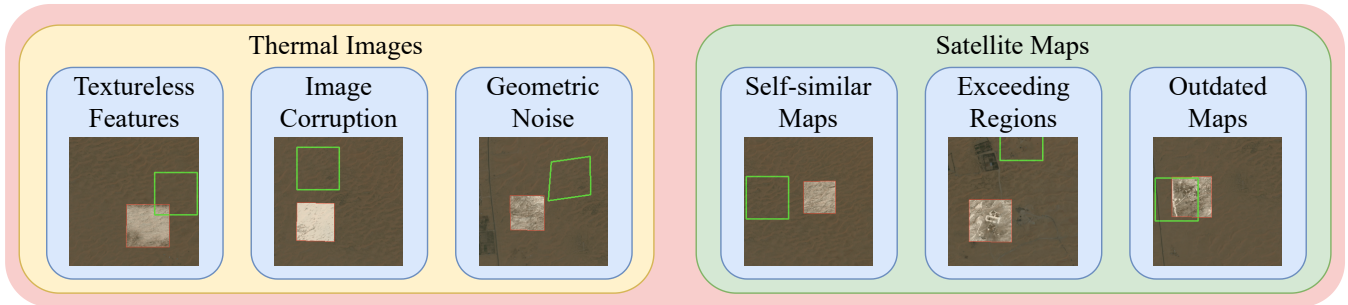 Thermal Images
Textureless
Features
Image
Corruption
Geometric
Noise
Satellite Maps
Self-similar
Maps
Exceeding
Regions
Outdated
Maps